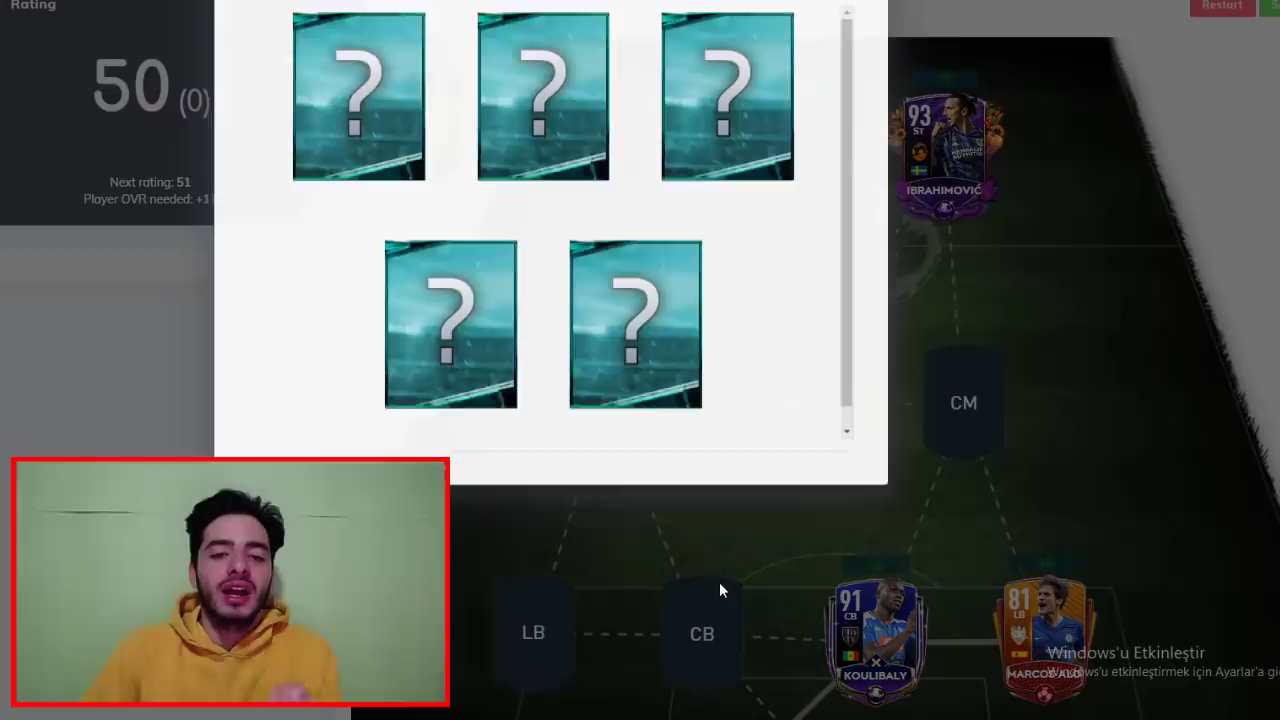 Rating
Restart
50 (0)
Next rating: 51
Player OVR needed: +1
93
ST
IBRAHIMOVIĆ
?
?
?
?
?
CM
LB
CB
91
CB
KOULIBALY
81
LB
MARCOS ALO
Windows'u Etkinleştir
Windows'u etkinleştirmek için Ayarlar'a gi